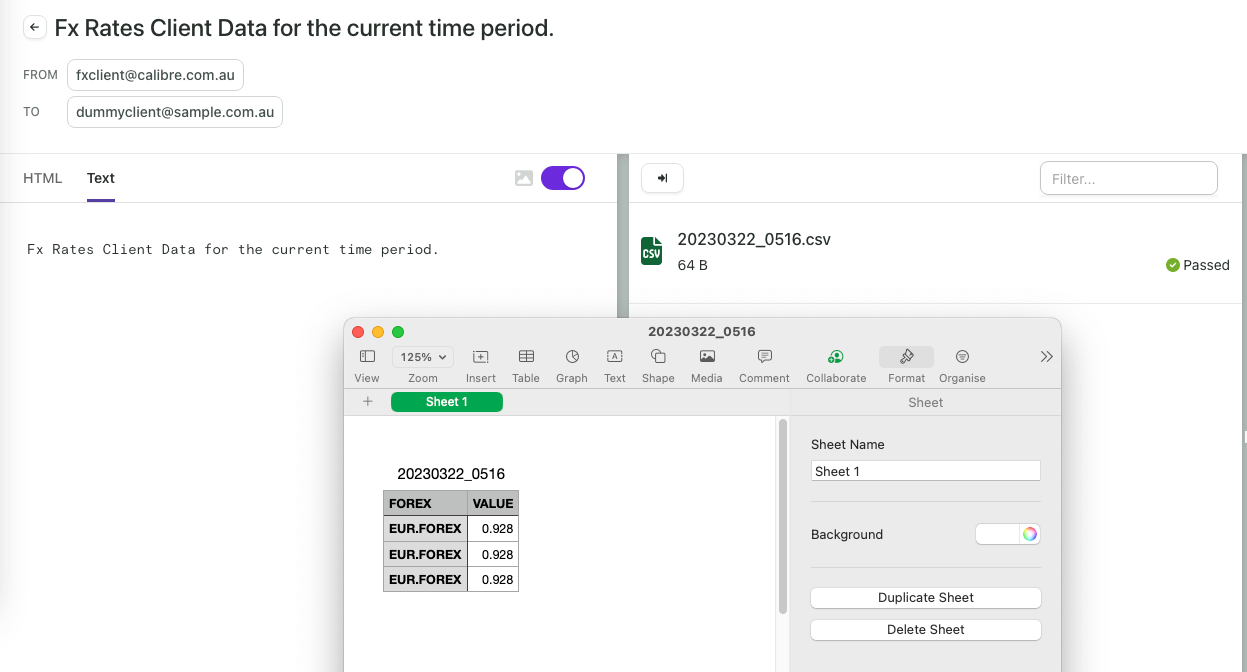 Fx Rates Client Data for the current time period.
FROM fxclient@calibre.com.au
TO dummyclient@sample.com.au
HTML Text
Fx Rates Client Data for the current time period.
Filter...
CSV
20230322_0516.csv
64 B
Passed
20230322_0516
125%
View Zoom Insert Table Graph Text Shape Media Comment Collaborate Format Organise
Sheet 1
Sheet
20230322_0516
FOREX VALUE
EUR.FOREX 0.928
EUR.FOREX 0.928
EUR.FOREX 0.928
Sheet Name
Sheet 1
Background
Duplicate Sheet
Delete Sheet